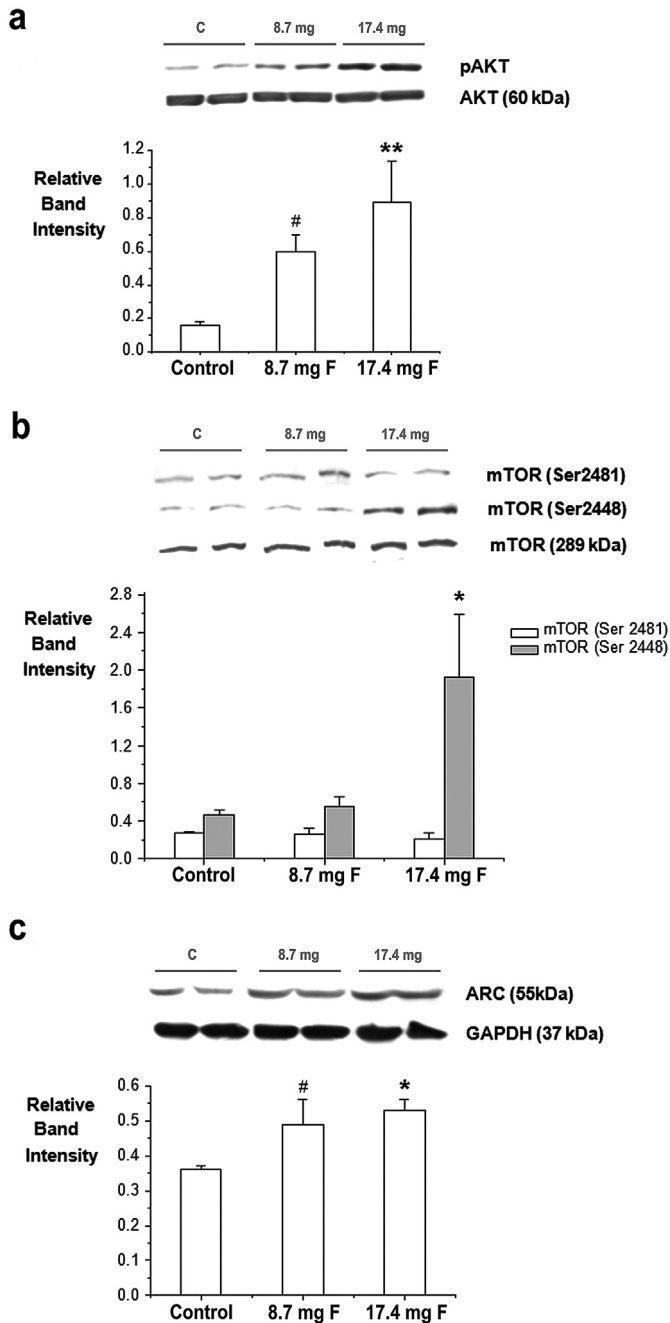 a
C 8.7 mg 17.4 mg
pAKT
AKT (60 kDa)
Relative
Band
Intensity
1.2
1.0
0.8
0.6
0.4
0.2
0.0
#
**
Control 8.7 mg F 17.4 mg F
b
C 8.7 mg 17.4 mg
mTOR (Ser2481)
mTOR (Ser2448)
mTOR (289 kDa)
Relative
Band
Intensity
2.8
2.4
2.0
1.6
1.2
0.8
0.4
0.0
*
mTOR (Ser 2481)
mTOR (Ser 2448)
Control 8.7 mg F 17.4 mg F
c
C 8.7 mg 17.4 mg
ARC (55kDa)
GAPDH (37 kDa)
Relative
Band
Intensity
0.6
0.5
0.4
0.3
0.2
0.1
0.0
# *
Control 8.7 mg F 17.4 mg F